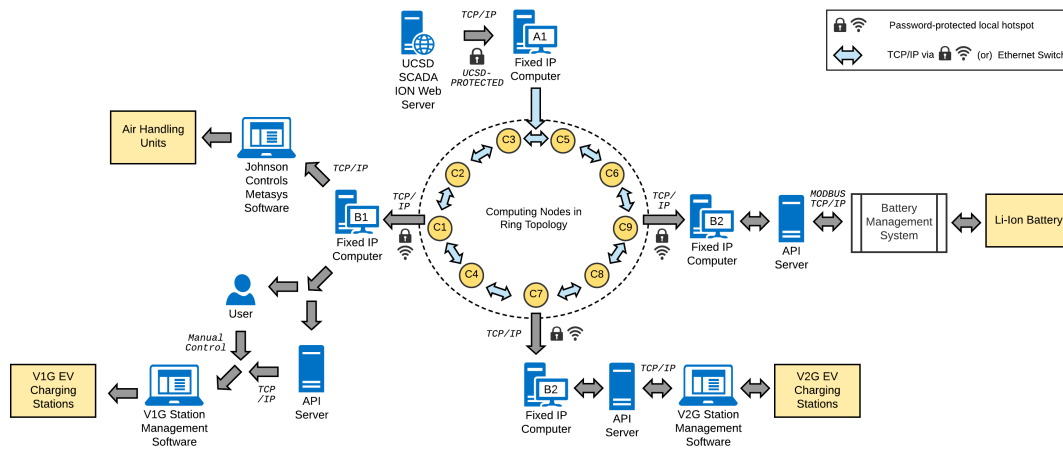 TCP/IP
A1
UCSD
SCADA
ION Web
Server
UCSD-
PROTECTED
Fixed IP
Computer
Password-protected local hotspot
TCP/IP via (or) Ethernet Switch
Air Handling
Units
Johnson
Controls
Metasys
Software
TCP/IP
B1
Fixed IP
Computer
TCP/
IP
C3
C5
C2
C6
C1
C9
C4
C8
C7
Computing Nodes in
Ring Topology
TCP/
IP
B2
Fixed IP
Computer
API
Server
MODBUS
TCP/IP
Battery
Management
System
Li-Ion Battery
User
Manual
Control
TCP
/IP
API
Server
V1G EV
Charging
Stations
V1G Station
Management
Software
TCP/IP
B2
Fixed IP
Computer
API
Server
TCP/IP
V2G Station
Management
Software
V2G EV
Charging
Stations